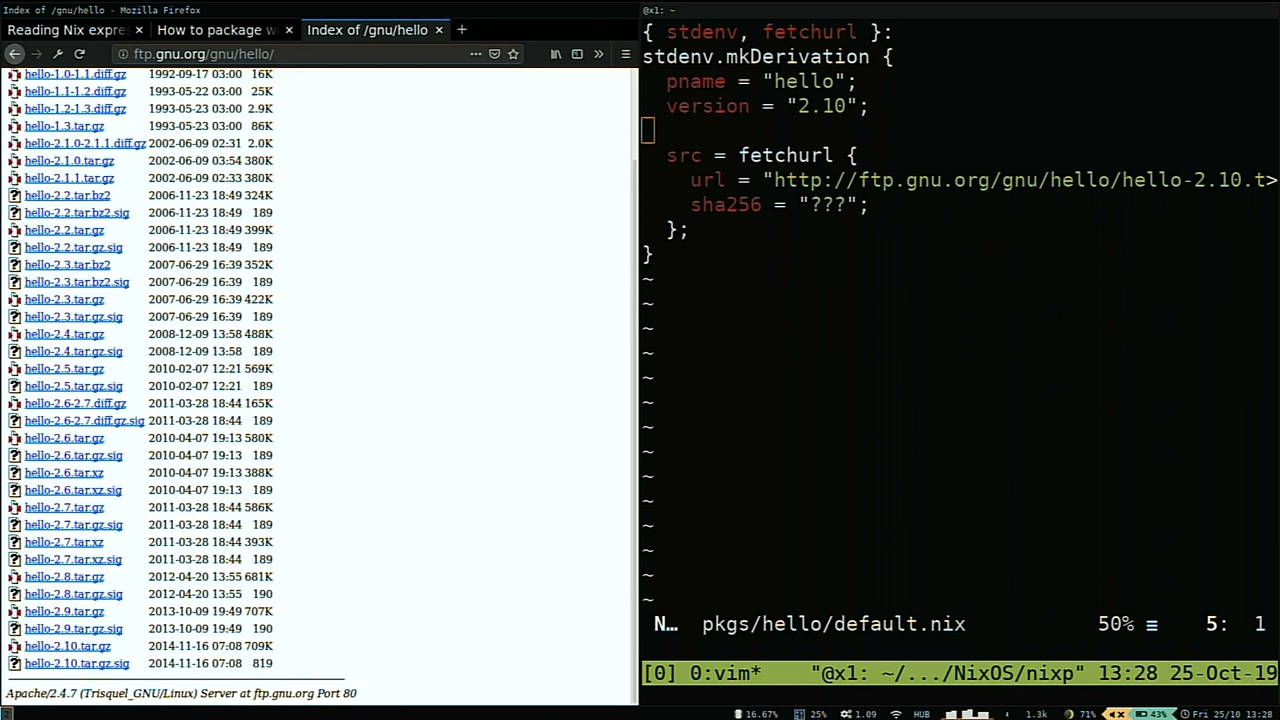 Index of /gnu/hello - Mozilla Firefox
Reading Nix expre: × How to package w × Index of /gnu/hello × +
ftp.gnu.org/gnu/hello/
hello-1.0-1.1.diff.gz 1992-09-17 03:00 16K
hello-1.1-1.2.diff.gz 1993-05-22 03:00 25K
hello-1.2-1.3.diff.gz 1993-05-23 03:00 2.9K
hello-1.3.tar.gz 1993-05-23 03:00 86K
hello-2.1.0-2.1.1.diff.gz 2002-06-09 02:31 2.0K
hello-2.1.0.tar.gz 2002-06-09 03:54 380K
hello-2.1.1.tar.gz 2002-06-09 02:33 380K
hello-2.2.tar.bz2 2006-11-23 18:49 324K
hello-2.2.tar.bz2.sig 2006-11-23 18:49 189
hello-2.2.tar.gz 2006-11-23 18:49 399K
hello-2.2.tar.gz.sig 2006-11-23 18:49 189
hello-2.3.tar.bz2 2007-06-29 16:39 352K
hello-2.3.tar.bz2.sig 2007-06-29 16:39 189
hello-2.3.tar.gz 2007-06-29 16:39 422K
hello-2.3.tar.gz.sig 2007-06-29 16:39 189
hello-2.4.tar.gz 2008-12-09 13:58 488K
hello-2.4.tar.gz.sig 2008-12-09 13:58 189
hello-2.5.tar.gz 2010-02-07 12:21 569K
hello-2.5.tar.gz.sig 2010-02-07 12:21 189
hello-2.6-2.7.diff.gz 2011-03-28 18:44 165K
hello-2.6-2.7.diff.gz.sig 2011-03-28 18:44 189
hello-2.6.tar.gz 2010-04-07 19:13 580K
hello-2.6.tar.gz.sig 2010-04-07 19:13 189
hello-2.6.tar.xz 2010-04-07 19:13 388K
hello-2.6.tar.xz.sig 2010-04-07 19:13 189
hello-2.7.tar.gz 2011-03-28 18:44 586K
hello-2.7.tar.gz.sig 2011-03-28 18:44 189
hello-2.7.tar.xz 2011-03-28 18:44 393K
hello-2.7.tar.xz.sig 2011-03-28 18:44 189
hello-2.8.tar.gz 2012-04-20 13:55 681K
hello-2.8.tar.gz.sig 2012-04-20 13:55 190
hello-2.9.tar.gz 2013-10-09 19:49 707K
hello-2.9.tar.gz.sig 2013-10-09 19:49 190
hello-2.10.tar.gz 2014-11-16 07:08 709K
hello-2.10.tar.gz.sig 2014-11-16 07:08 819
Apache/2.4.7 (Trisquel_GNU/Linux) Server at ftp.gnu.org Port 80
@x1: ~
{ stdenv, fetchurl }:
stdenv.mkDerivation {
pname = "hello";
version = "2.10";
src = fetchurl {
url = "http://ftp.gnu.org/gnu/hello/hello-2.10.t>
sha256 = "???";
};
}
~
~
~
~
~
~
~
~
~
~
~
~
~
~
N… pkgs/hello/default.nix 50% ≡ 5: 1
[0] 0:vim* "@x1: ~/.../NixOS/nixp" 13:28 25-Oct-19
2 16.67% 25% 1.09 HUB 1.3k 71% 43% Fri 25/10 13:28